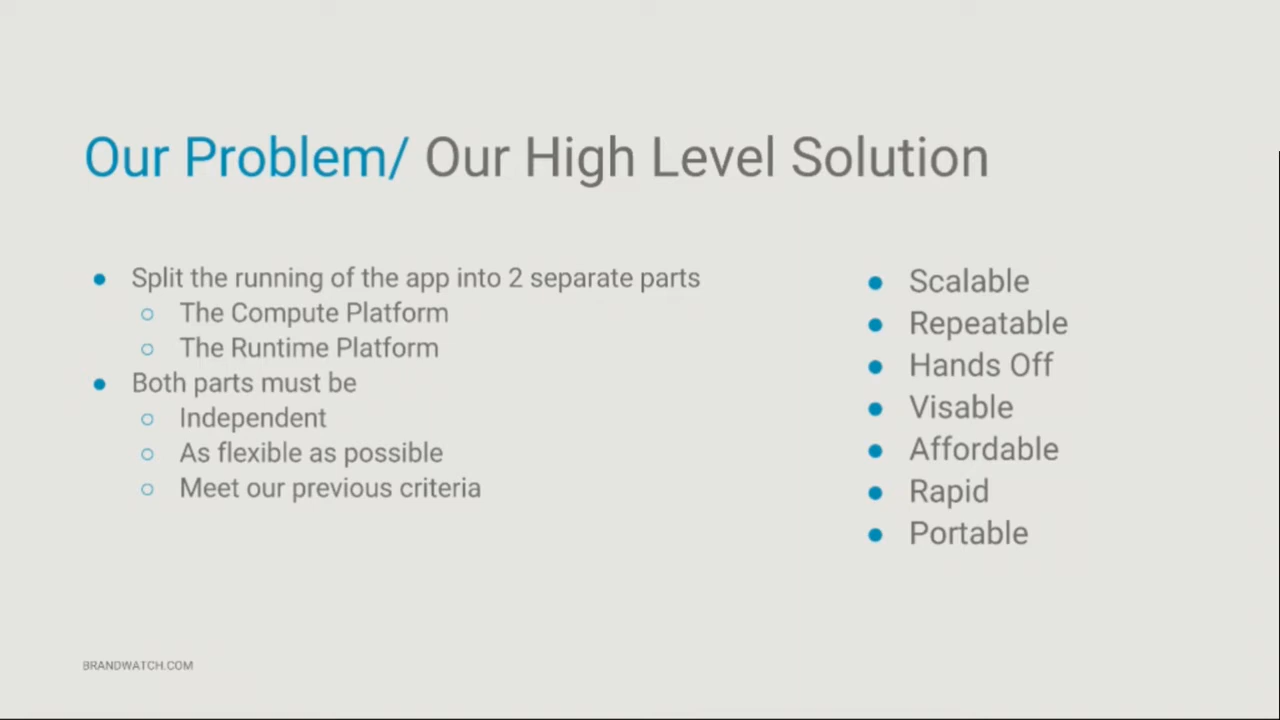 Our Problem/ Our High Level Solution
Split the running of the app into 2 separate parts
The Compute Platform
The Runtime Platform
Both parts must be
Independent
As flexible as possible
Meet our previous criteria
Scalable
Repeatable
Hands Off
Visable
Affordable
Rapid
Portable
BRANDWATCH.COM